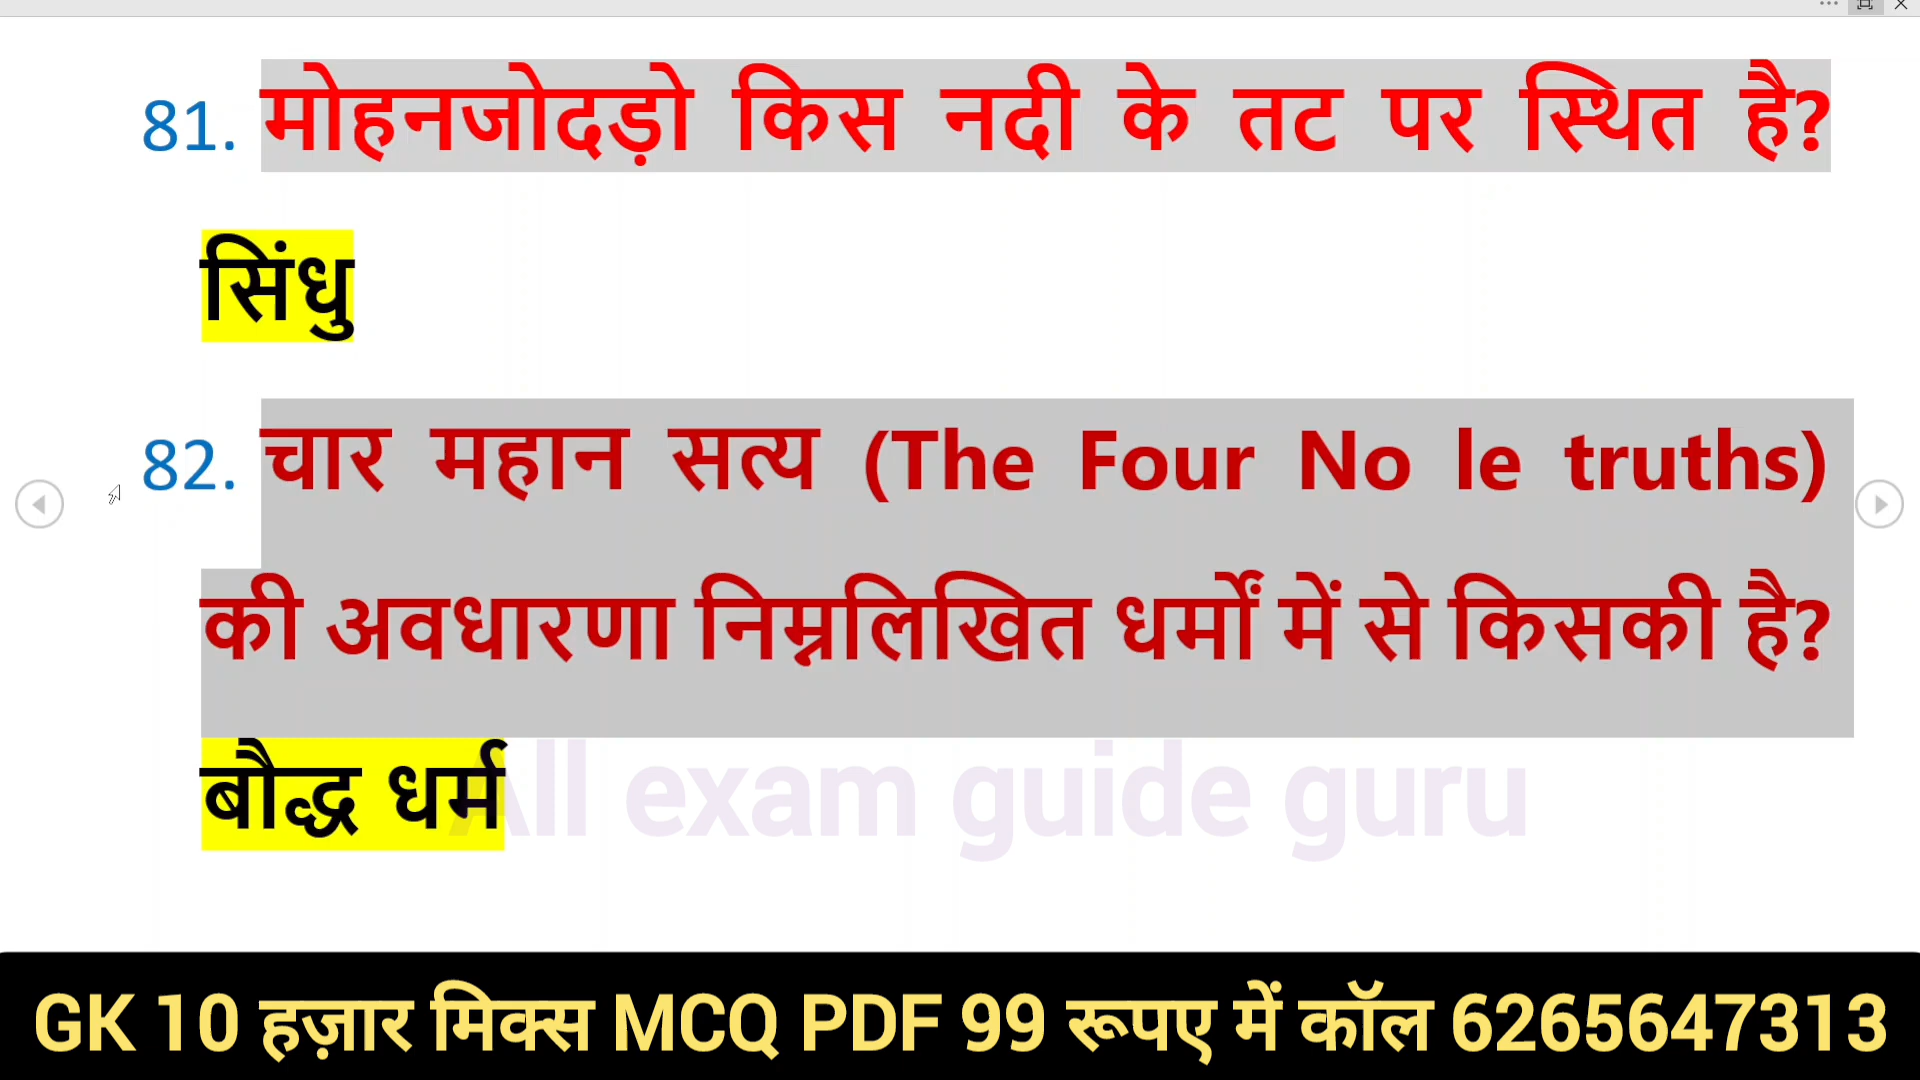 81. मोहनजोदड़ो किस नदी के तट पर स्थित है?
सिंधु
82. चार महान सत्य (The Four No le truths)
की अवधारणा निम्नलिखित धर्मों में से किसकी है?
बौद्ध धर्म
All exam guide guru
GK 10 हज़ार मिक्स MCQ PDF 99 रूपए में कॉल 6265647313